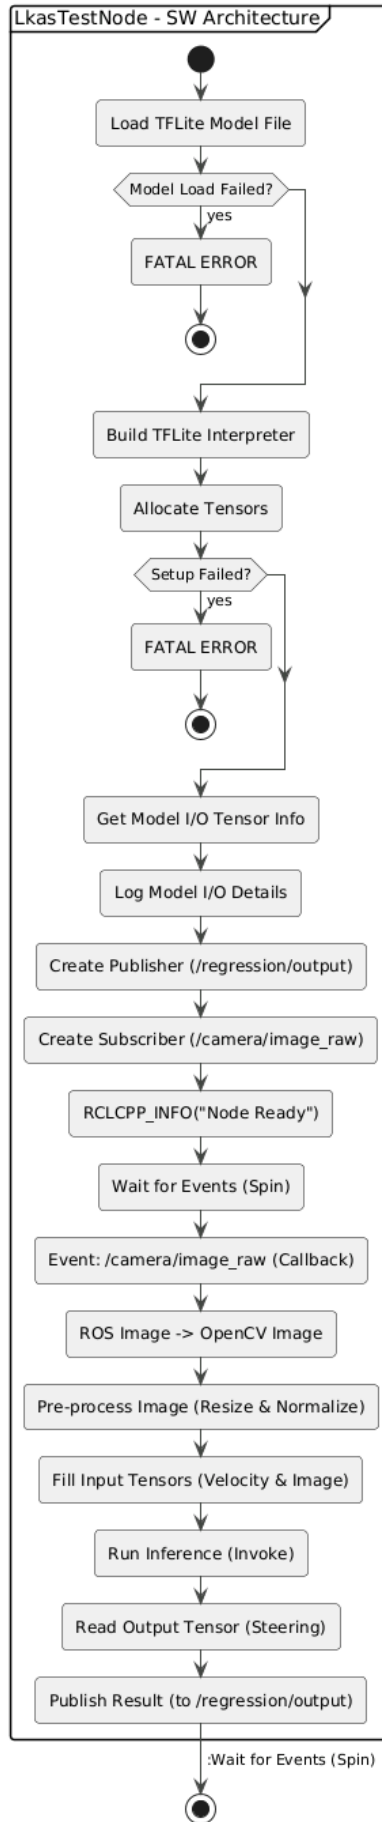 LkasTestNode - SW Architecture
Load TFLite Model File
Model Load Failed?
yes
FATAL ERROR
Build TFLite Interpreter
Allocate Tensors
Setup Failed?
yes
FATAL ERROR
Get Model I/O Tensor Info
Log Model I/O Details
Create Publisher (/regression/output)
Create Subscriber (/camera/image_raw)
RCLCPP_INFO("Node Ready")
Wait for Events (Spin)
Event: /camera/image_raw (Callback)
ROS Image -> OpenCV Image
Pre-process Image (Resize & Normalize)
Fill Input Tensors (Velocity & Image)
Run Inference (Invoke)
Read Output Tensor (Steering)
Publish Result (to /regression/output)
:Wait for Events (Spin)